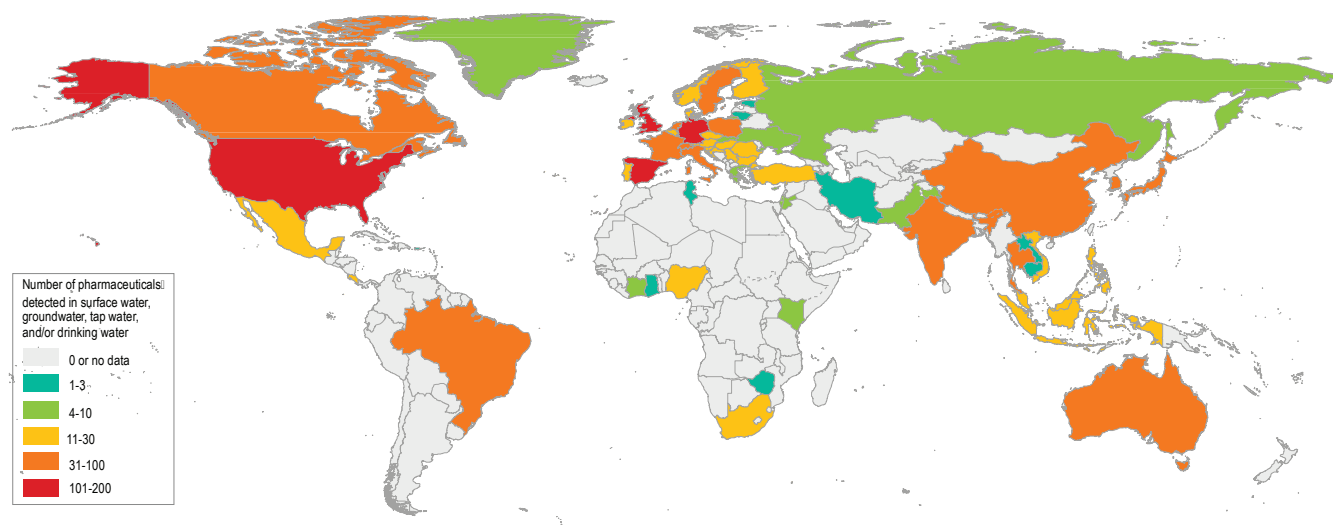 Number of pharmaceuticals
detected in surface water,
groundwater, tap water,
and/or drinking water
0 or no data
1-3
4-10
11-30
31-100
101-200